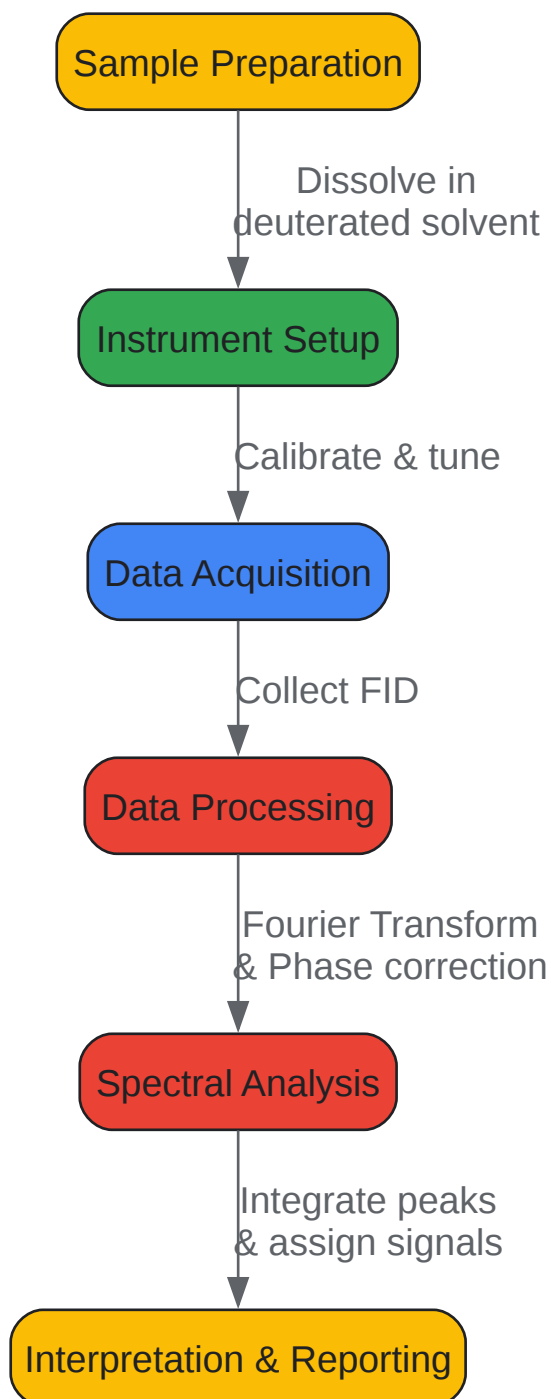 Sample Preparation
Dissolve in
deuterated solvent
Instrument Setup
Calibrate & tune
Data Acquisition
Collect FID
Data Processing
Fourier Transform
& Phase correction
Spectral Analysis
Integrate peaks
& assign signals
Interpretation & Reporting